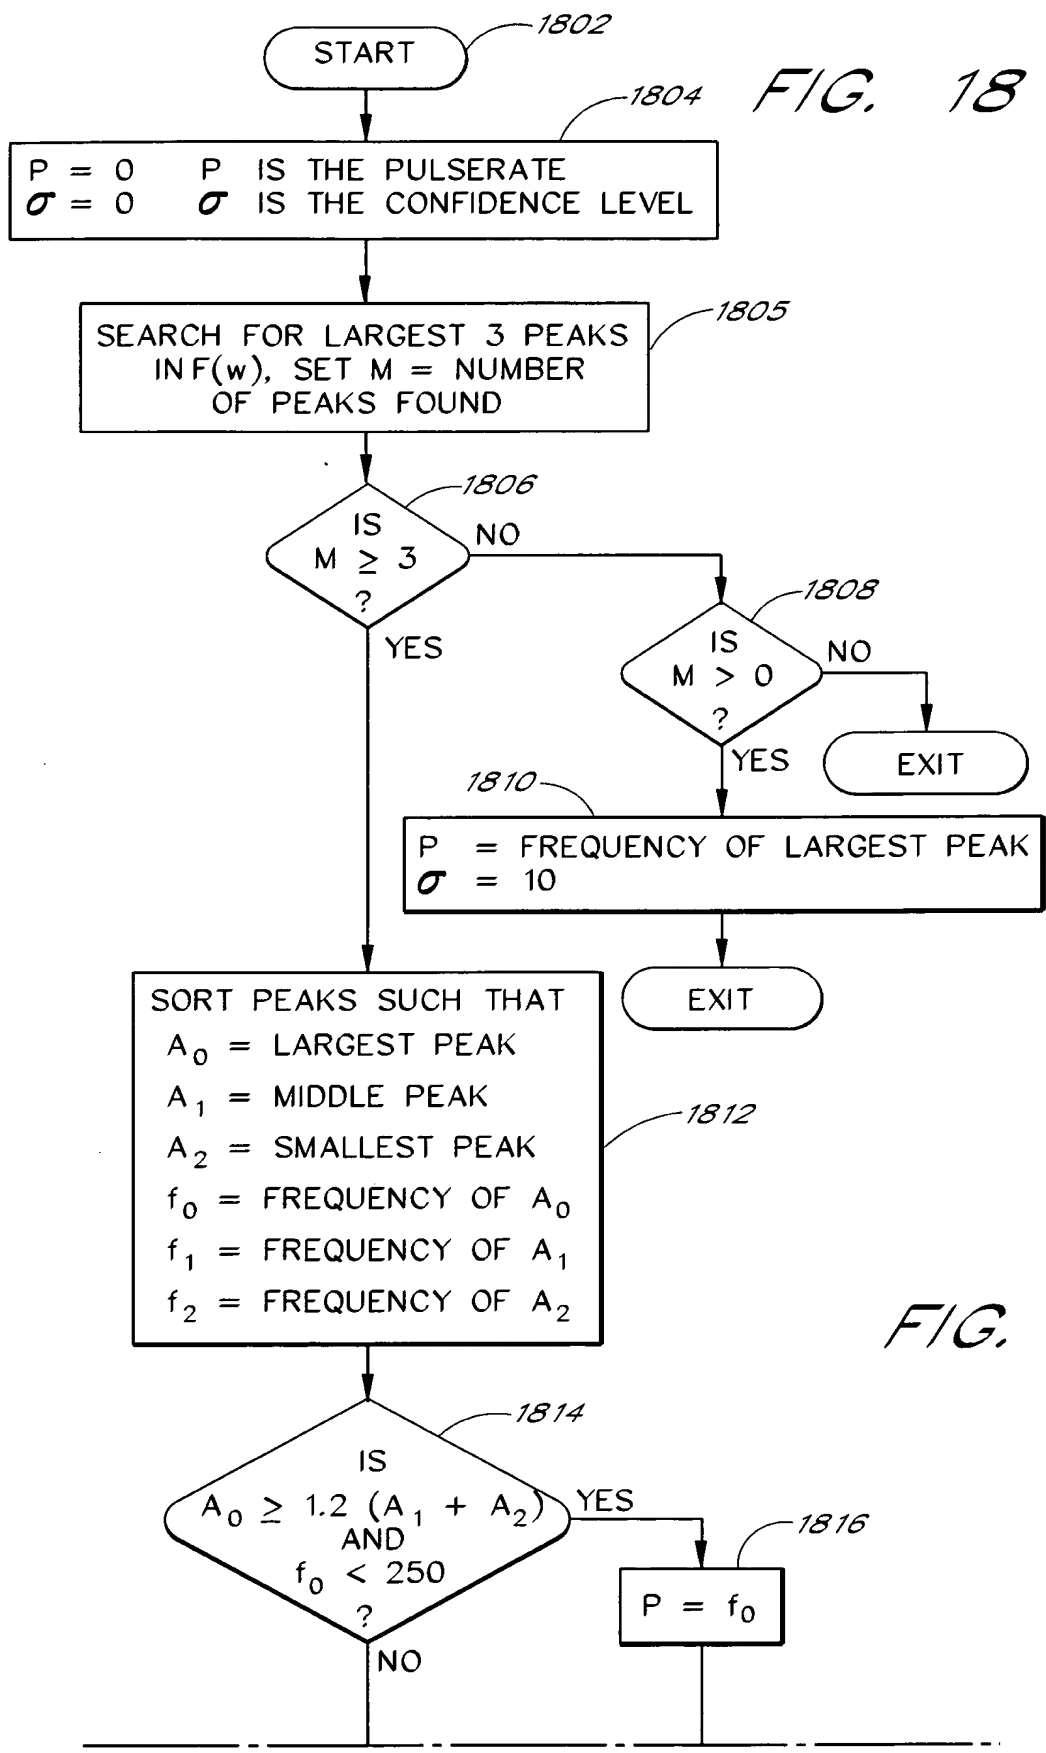 1802
START
FIG. 18
1804
P = 0 P IS THE PULSERATE
σ = 0 σ IS THE CONFIDENCE LEVEL
1805
SEARCH FOR LARGEST 3 PEAKS
IN F(w), SET M = NUMBER
OF PEAKS FOUND
1806
IS
M ≥ 3
?
NO
YES
1808
IS
M > 0
?
NO
YES
EXIT
1810
P = FREQUENCY OF LARGEST PEAK
σ = 10
EXIT
SORT PEAKS SUCH THAT
A₀ = LARGEST PEAK
A₁ = MIDDLE PEAK
A₂ = SMALLEST PEAK
f₀ = FREQUENCY OF A₀
f₁ = FREQUENCY OF A₁
f₂ = FREQUENCY OF A₂
1812
FIG.
1814
IS
A₀ ≥ 1.2 (A₁ + A₂)
AND
f₀ < 250
?
YES
NO
1816
P = f₀